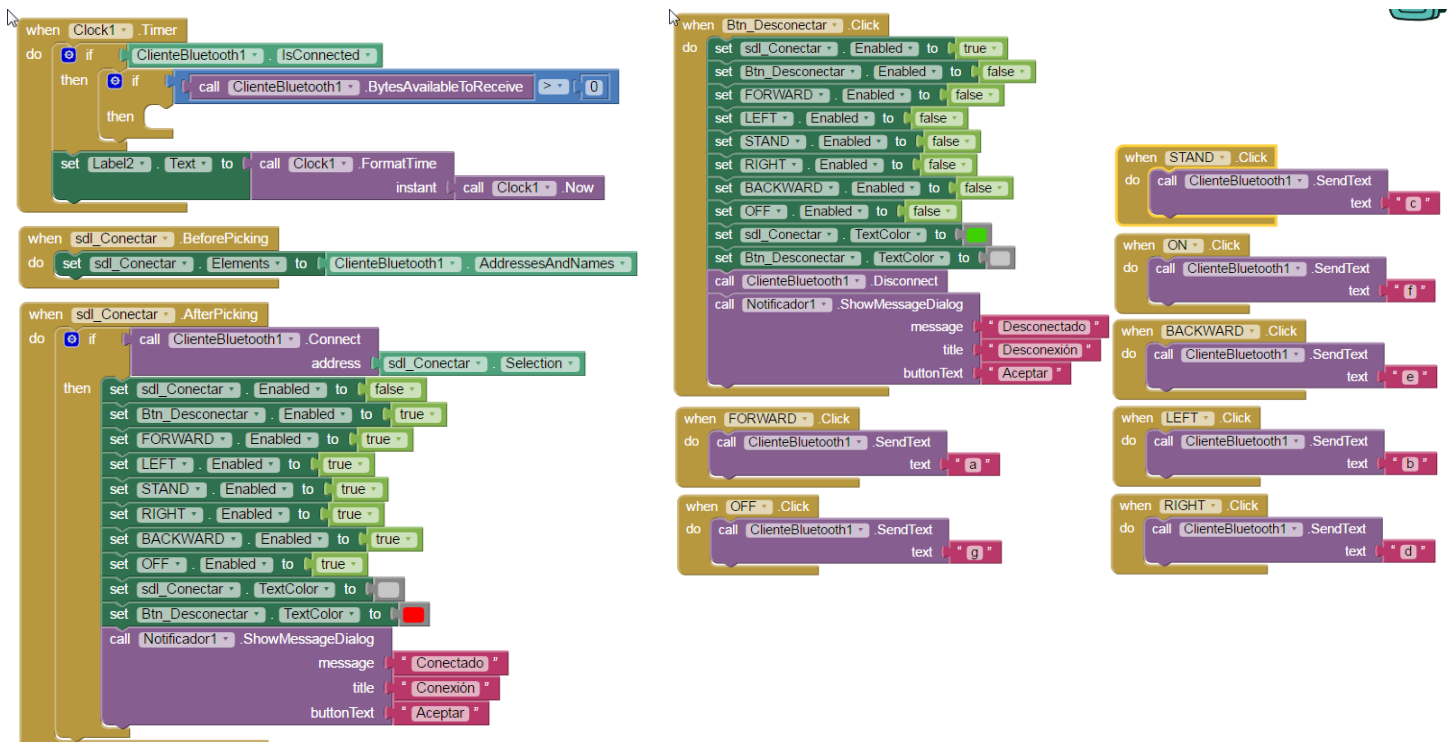 when Clock1 .Timer
do if ClienteBluetooth1 . IsConnected
then if call ClienteBluetooth1 .BytesAvailableToReceive > 0
then
set Label2 . Text to call Clock1 .FormatTime
instant call Clock1 .Now
when sdl_Conectar .BeforePicking
do set sdl_Conectar . Elements to ClienteBluetooth1 . AddressesAndNames
when sdl_Conectar .AfterPicking
do if call ClienteBluetooth1 .Connect
address sdl_Conectar . Selection
then set sdl_Conectar . Enabled to false
set Btn_Desconectar . Enabled to true
set FORWARD . Enabled to true
set LEFT . Enabled to true
set STAND . Enabled to true
set RIGHT . Enabled to true
set BACKWARD . Enabled to true
set OFF . Enabled to true
set sdl_Conectar . TextColor to
set Btn_Desconectar . TextColor to
call Notificador1 .ShowMessageDialog
message " Conectado "
title " Conexión "
buttonText " Aceptar "
when Btn_Desconectar .Click
do set sdl_Conectar . Enabled to true
set Btn_Desconectar . Enabled to false
set FORWARD . Enabled to false
set LEFT . Enabled to false
set STAND . Enabled to false
set RIGHT . Enabled to false
set BACKWARD . Enabled to false
set OFF . Enabled to false
set sdl_Conectar . TextColor to
set Btn_Desconectar . TextColor to
call ClienteBluetooth1 .Disconnect
call Notificador1 .ShowMessageDialog
message " Desconectado "
title " Desconexión "
buttonText " Aceptar "
when FORWARD .Click
do call ClienteBluetooth1 .SendText
text " a "
when OFF .Click
do call ClienteBluetooth1 .SendText
text " g "
when STAND .Click
do call ClienteBluetooth1 .SendText
text " c "
when ON .Click
do call ClienteBluetooth1 .SendText
text " f "
when BACKWARD .Click
do call ClienteBluetooth1 .SendText
text " e "
when LEFT .Click
do call ClienteBluetooth1 .SendText
text " b "
when RIGHT .Click
do call ClienteBluetooth1 .SendText
text " d "